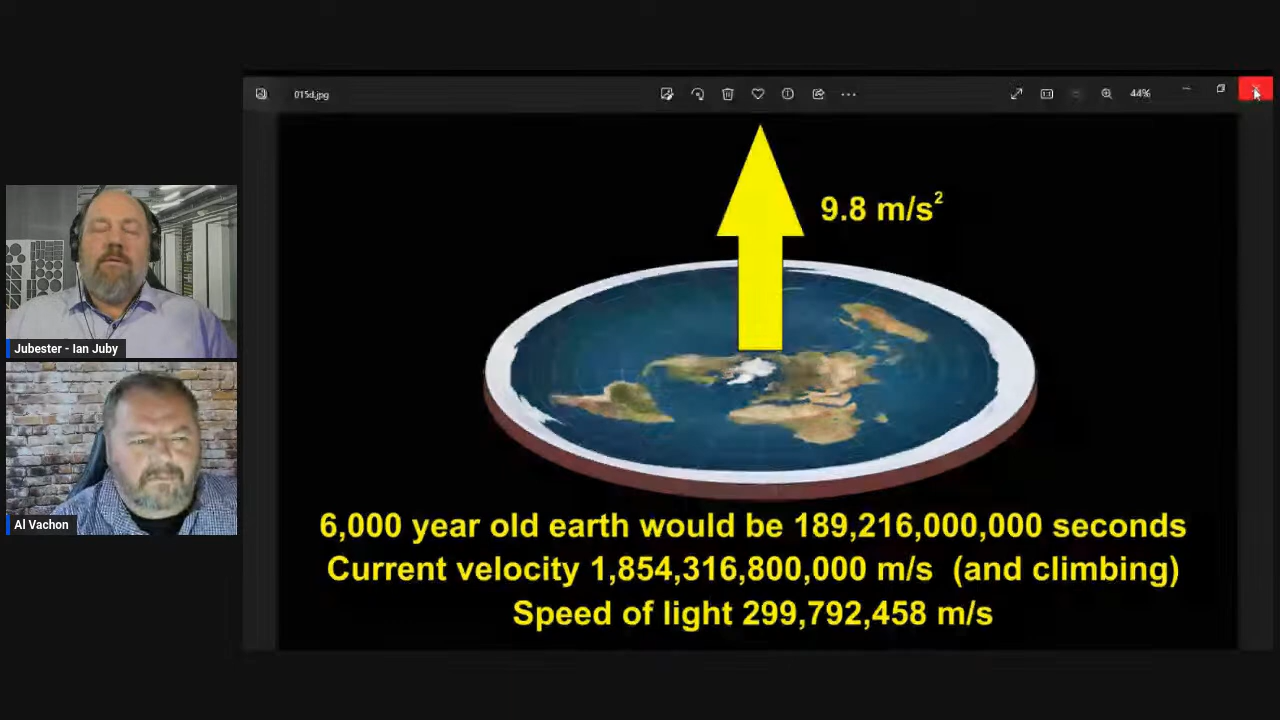 015d.jpg
44%
9.8 m/s²
Jubester - Ian Juby
Al Vachon
6,000 year old earth would be 189,216,000,000 seconds
Current velocity 1,854,316,800,000 m/s (and climbing)
Speed of light 299,792,458 m/s